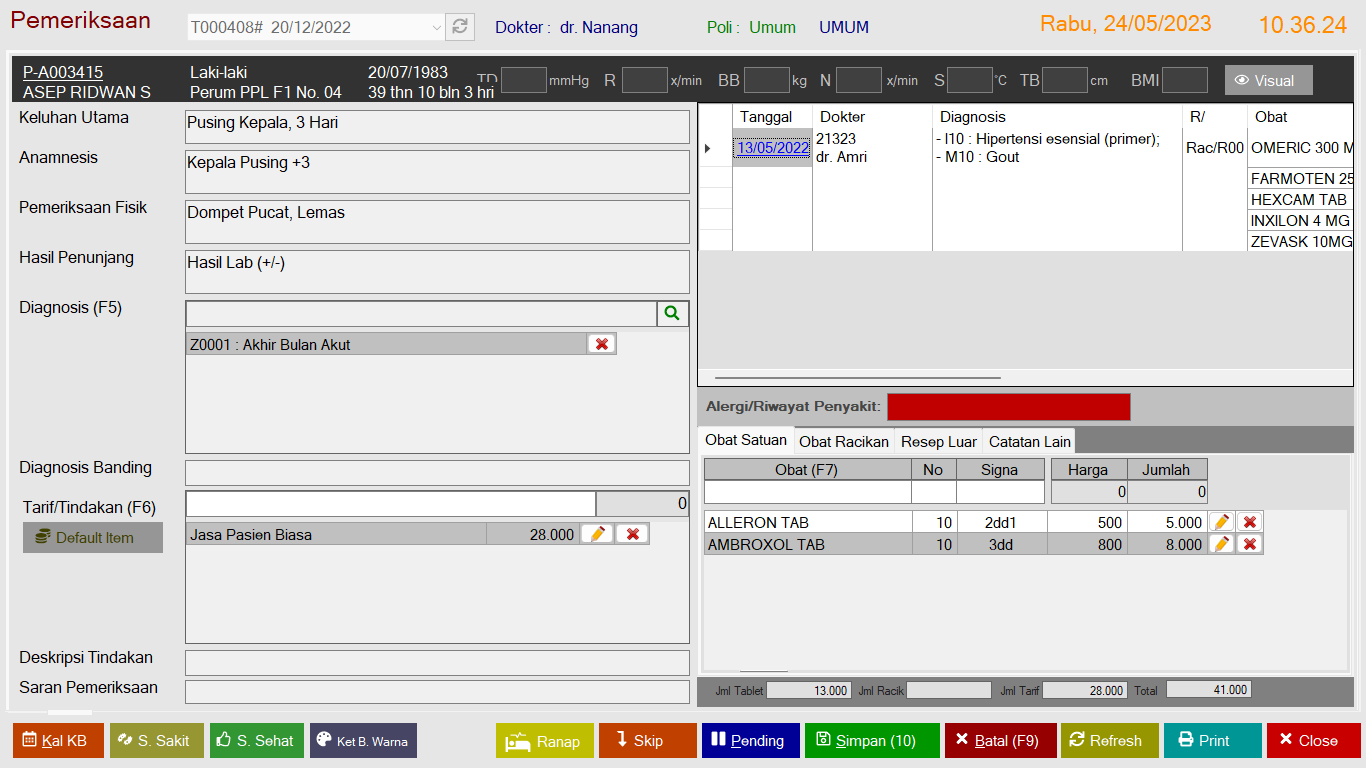 Pemeriksaan
T000408# 20/12/2022
Dokter : dr. Nanang
Poli : Umum
UMUM
Rabu, 24/05/2023
10.36.24
P-A003415
Laki-laki
20/07/1983
ASEP RIDWAN S
Perum PPL F1 No. 04
39 thn 10 bln 3 hri
TD mmHg R x/min BB kg N x/min S °C TB cm BMI
Visual
Keluhan Utama
Pusing Kepala, 3 Hari
Anamnesis
Kepala Pusing +3
Pemeriksaan Fisik
Dompet Pucat, Lemas
Hasil Penunjang
Hasil Lab (+/-)
Diagnosis (F5)
Z0001 : Akhir Bulan Akut
Diagnosis Banding
Tarif/Tindakan (F6)
0
Default Item
Jasa Pasien Biasa 28.000
Deskripsi Tindakan
Saran Pemeriksaan
Tanggal Dokter Diagnosis R/ Obat
13/05/2022
21323
dr. Amri
- I10 : Hipertensi esensial (primer);
- M10 : Gout
Rac/R00
OMERIC 300 M
FARMOTEN 25
HEXCAM TAB
INXILON 4 MG
ZEVASK 10MG
Alergi/Riwayat Penyakit:
Obat Satuan Obat Racikan Resep Luar Catatan Lain
Obat (F7) No Signa Harga Jumlah
0 0
ALLERON TAB 10 2dd1 500 5.000
AMBROXOL TAB 10 3dd 800 8.000
Jml Tablet 13.000 Jml Racik Jml Tarif 28.000 Total 41.000
Kal KB
S. Sakit
S. Sehat
Ket B. Warna
Ranap
Skip
Pending
Simpan (10)
Batal (F9)
Refresh
Print
Close